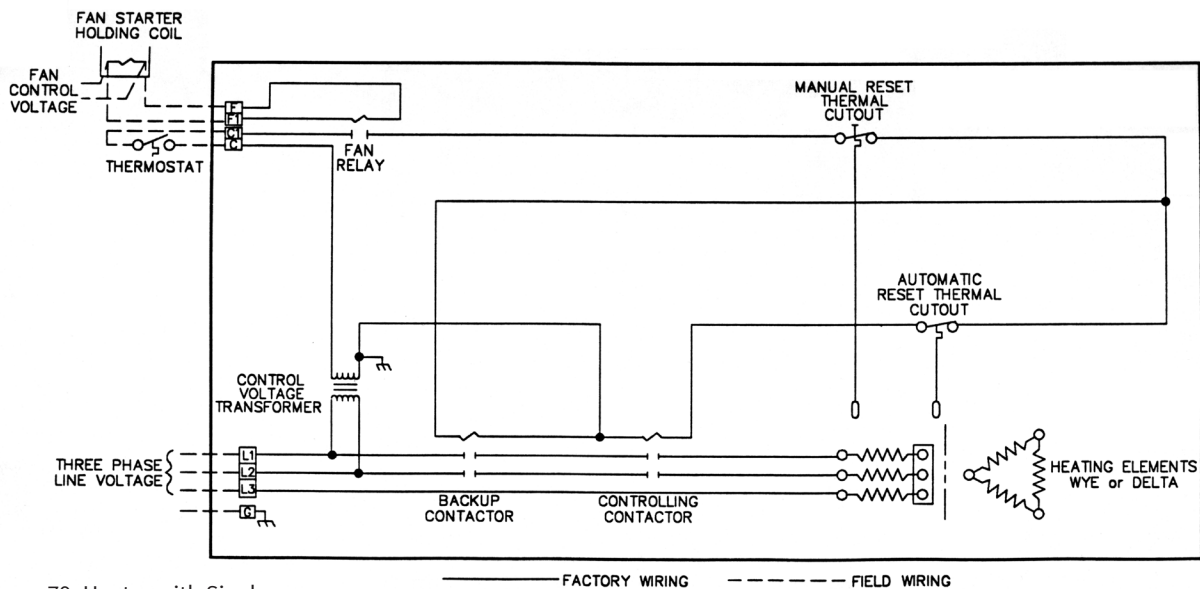 FAN STARTER
HOLDING COIL
FAN
CONTROL
VOLTAGE
F
F1
C1
C
THERMOSTAT
FAN
RELAY
MANUAL RESET
THERMAL
CUTOUT
AUTOMATIC
RESET THERMAL
CUTOUT
CONTROL
VOLTAGE
TRANSFORMER
THREE PHASE
LINE VOLTAGE
L1
L2
L3
G
BACKUP
CONTACTOR
CONTROLLING
CONTACTOR
HEATING ELEMENTS
WYE or DELTA
FACTORY WIRING
FIELD WIRING